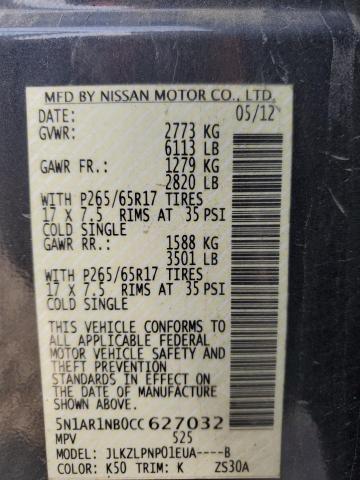 MFD BY NISSAN MOTOR CO., LTD.
DATE: 05/12
GVWR: 2773 KG
6113 LB
GAWR FR.: 1279 KG
2820 LB
WITH P265/65R17 TIRES
17 X 7.5 RIMS AT 35 PSI
COLD SINGLE
GAWR RR.: 1588 KG
3501 LB
WITH P265/65R17 TIRES
17 X 7.5 RIMS AT 35 PSI
COLD SINGLE
THIS VEHICLE CONFORMS TO
ALL APPLICABLE FEDERAL
MOTOR VEHICLE SAFETY AND
THEFT PREVENTION
STANDARDS IN EFFECT ON
THE DATE OF MANUFACTURE
SHOWN ABOVE.
5N1AR1NB0CC627032
MPV 525
MODEL: JLKZLPNP01EUA----B
COLOR: K50 TRIM: K ZS30A